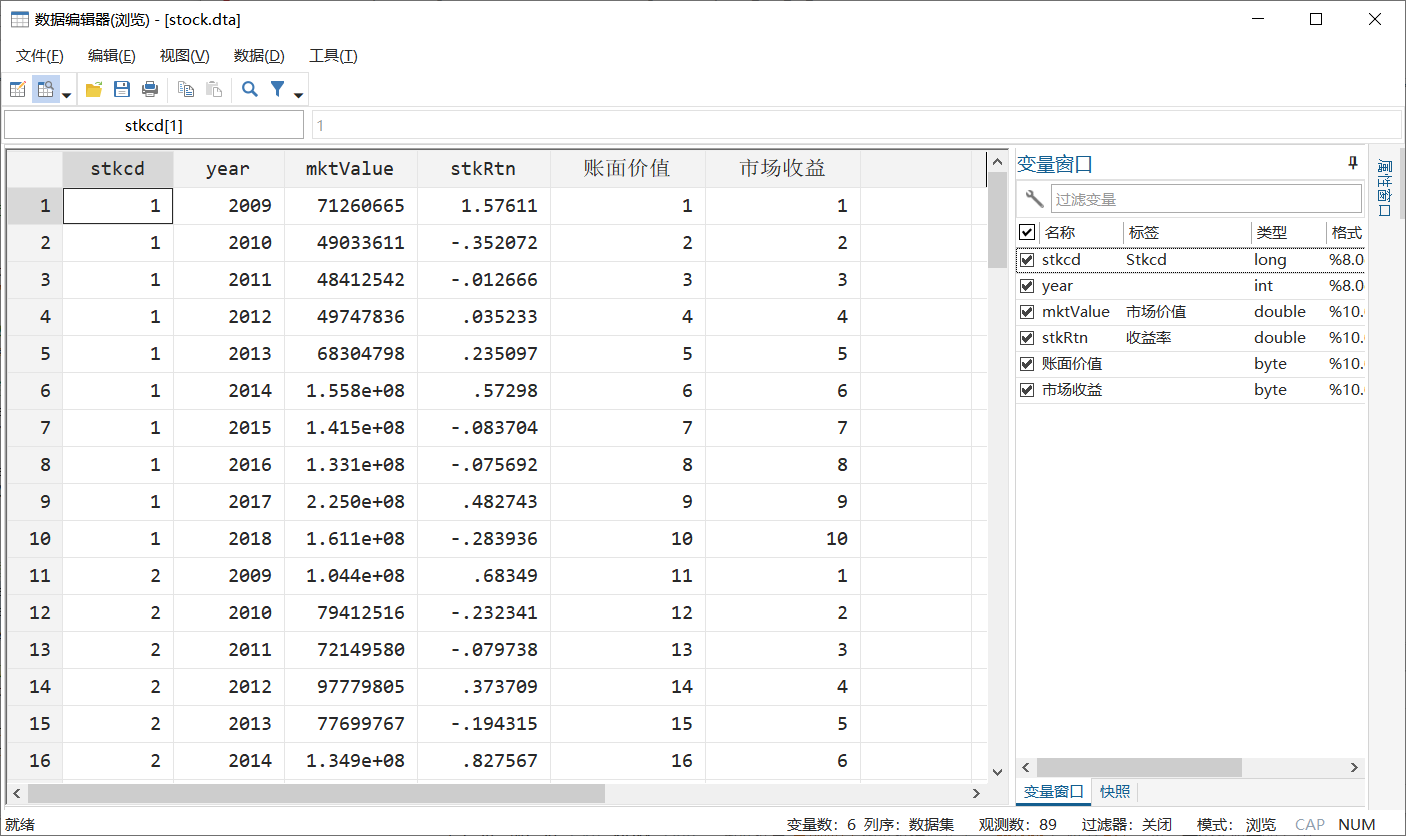 数据编辑器(浏览) - [stock.dta]
文件(F) 编辑(E) 视图(V) 数据(D) 工具(T)
stkcd[1] 1
stkcd year mktValue stkRtn 账面价值 市场收益
1 1 2009 71260665 1.57611 1 1
2 1 2010 49033611 -.352072 2 2
3 1 2011 48412542 -.012666 3 3
4 1 2012 49747836 .035233 4 4
5 1 2013 68304798 .235097 5 5
6 1 2014 1.558e+08 .57298 6 6
7 1 2015 1.415e+08 -.083704 7 7
8 1 2016 1.331e+08 -.075692 8 8
9 1 2017 2.250e+08 .482743 9 9
10 1 2018 1.611e+08 -.283936 10 10
11 2 2009 1.044e+08 .68349 11 1
12 2 2010 79412516 -.232341 12 2
13 2 2011 72149580 -.079738 13 3
14 2 2012 97779805 .373709 14 4
15 2 2013 77699767 -.194315 15 5
16 2 2014 1.349e+08 .827567 16 6
变量窗口
过滤变量
名称 标签 类型 格式
stkcd Stkcd long %8.0
year int %8.0
mktValue 市场价值 double %10.
stkRtn 收益率 double %10.
账面价值 byte %10.
市场收益 byte %10.
变量窗口 快照
属性窗口
就绪 变量数: 6 列序: 数据集 观测数: 89 过滤器: 关闭 模式: 浏览 CAP NUM